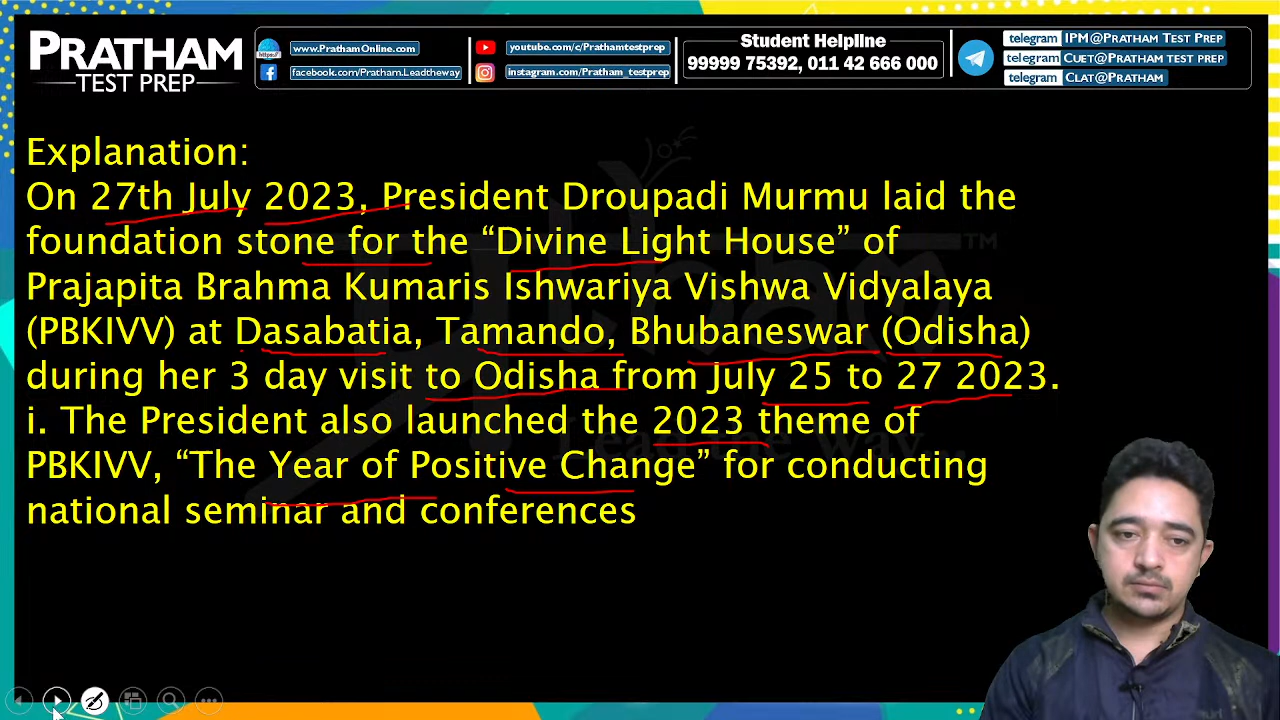 PRATHAM
TEST PREP
www.PrathamOnline.com
facebook.com/Pratham.Leadtheway
youtube.com/c/Prathamtestprep
instagram.com/Pratham_testprep
Student Helpline
99999 75392, 011 42 666 000
telegram IPM@PRATHAM TEST PREP
telegram CUET@PRATHAM TEST PREP
telegram CLAT@PRATHAM
Explanation:
On 27th July 2023, President Droupadi Murmu laid the
foundation stone for the “Divine Light House” of
Prajapita Brahma Kumaris Ishwariya Vishwa Vidyalaya
(PBKIVV) at Dasabatia, Tamando, Bhubaneswar (Odisha)
during her 3 day visit to Odisha from July 25 to 27 2023.
i. The President also launched the 2023 theme of
PBKIVV, “The Year of Positive Change” for conducting
national seminar and conferences
Lead the way
TM